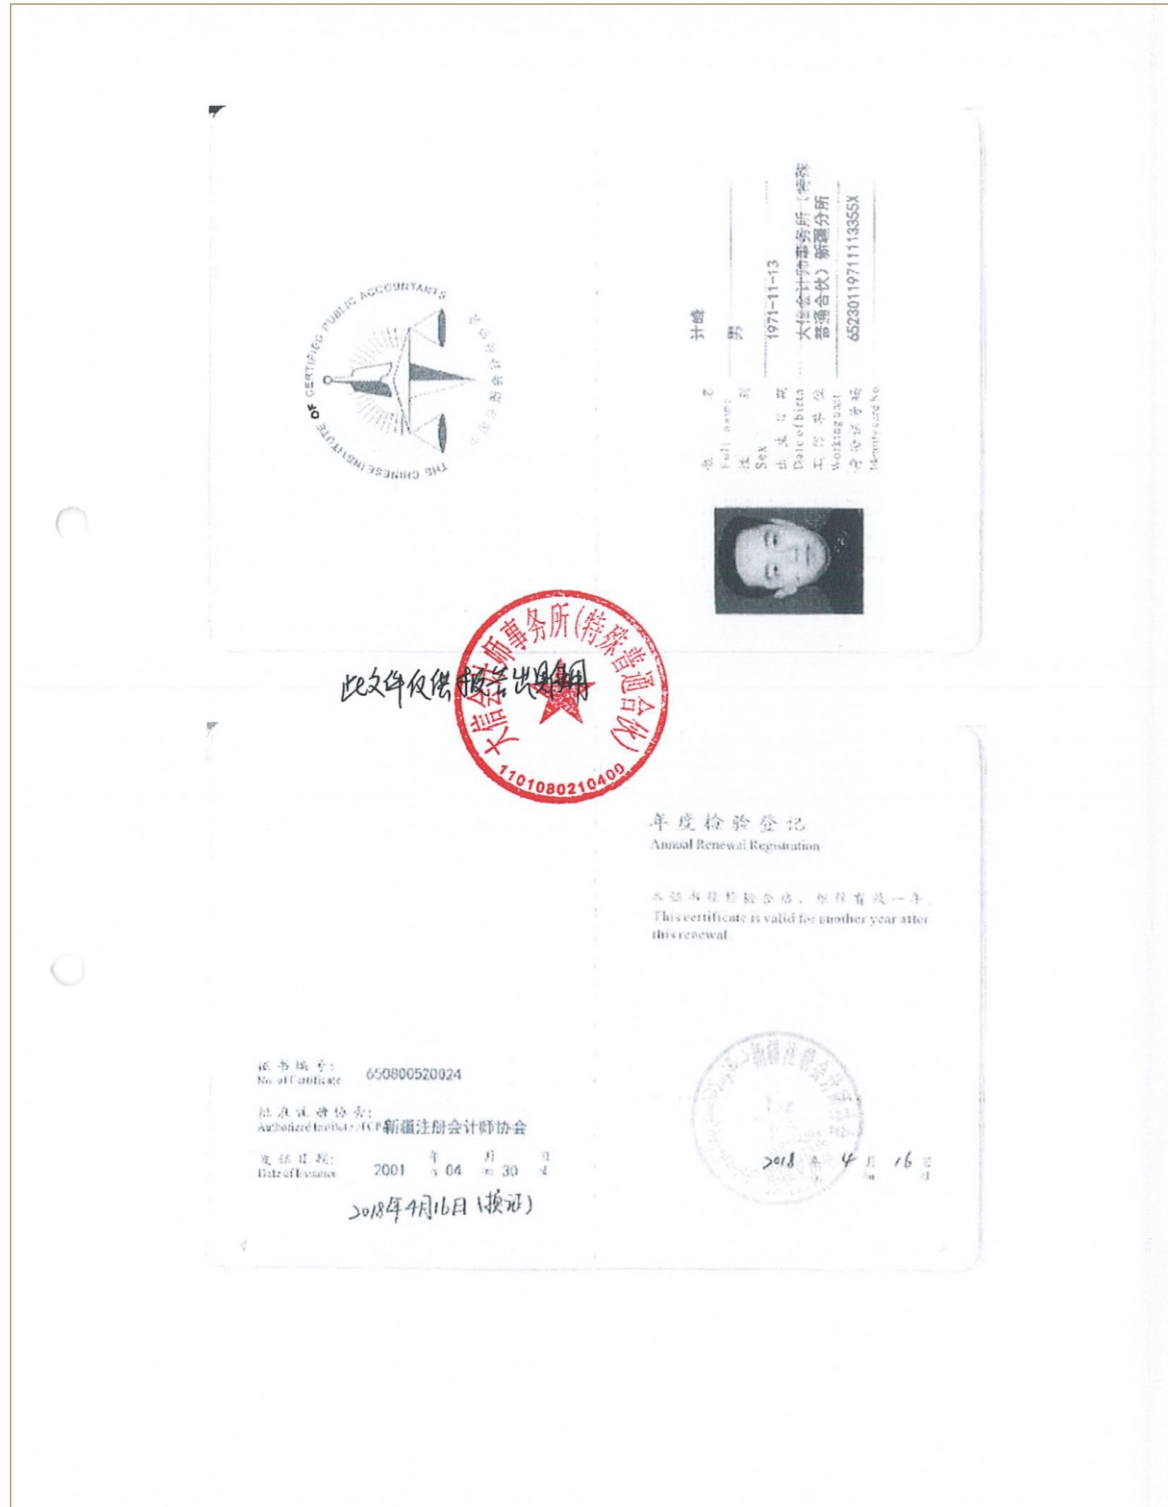 THE CHINESE INSTITUTE OF CERTIFIED PUBLIC ACCOUNTANTS
姓 名 计峰
Full name
性 别 男
Sex
出 生 日 期 1971-11-13
Date of birth
工 作 单 位 大信会计师事务所（特殊
Working unit 普通合伙）新疆分所
身 份 证 号 码 65230119711113355X
Identity card No.
此文件仅供报告出具使用
大信会计师事务所(特殊普通合伙)
1101080210400
年度检验登记
Annual Renewal Registration
本证书经检验合格，继续有效一年。
This certificate is valid for another year after
this renewal.
证书编号: 650800520024
No. of Certificate
批准注册协会: 新疆注册会计师协会
Authorized Institute of CPAs
发证日期: 2001 年 04 月 30 日
Date of Issuance
2018年4月16日（换证）
2018 年 4 月 16 日